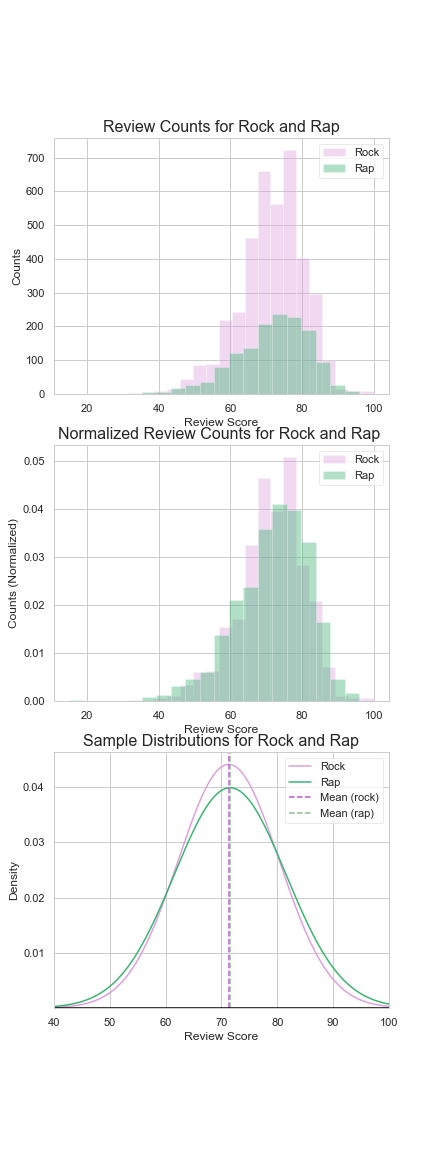 Review Counts for Rock and Rap
Rock
Rap
700
600
500
400
300
200
100
0
Counts
20
40
60
80
100
Review Score
Normalized Review Counts for Rock and Rap
Rock
Rap
0.05
0.04
0.03
0.02
0.01
0.00
Counts (Normalized)
20
40
60
80
100
Review Score
Sample Distributions for Rock and Rap
Rock
Rap
Mean (rock)
Mean (rap)
0.04
0.03
0.02
0.01
Density
40
50
60
70
80
90
100
Review Score